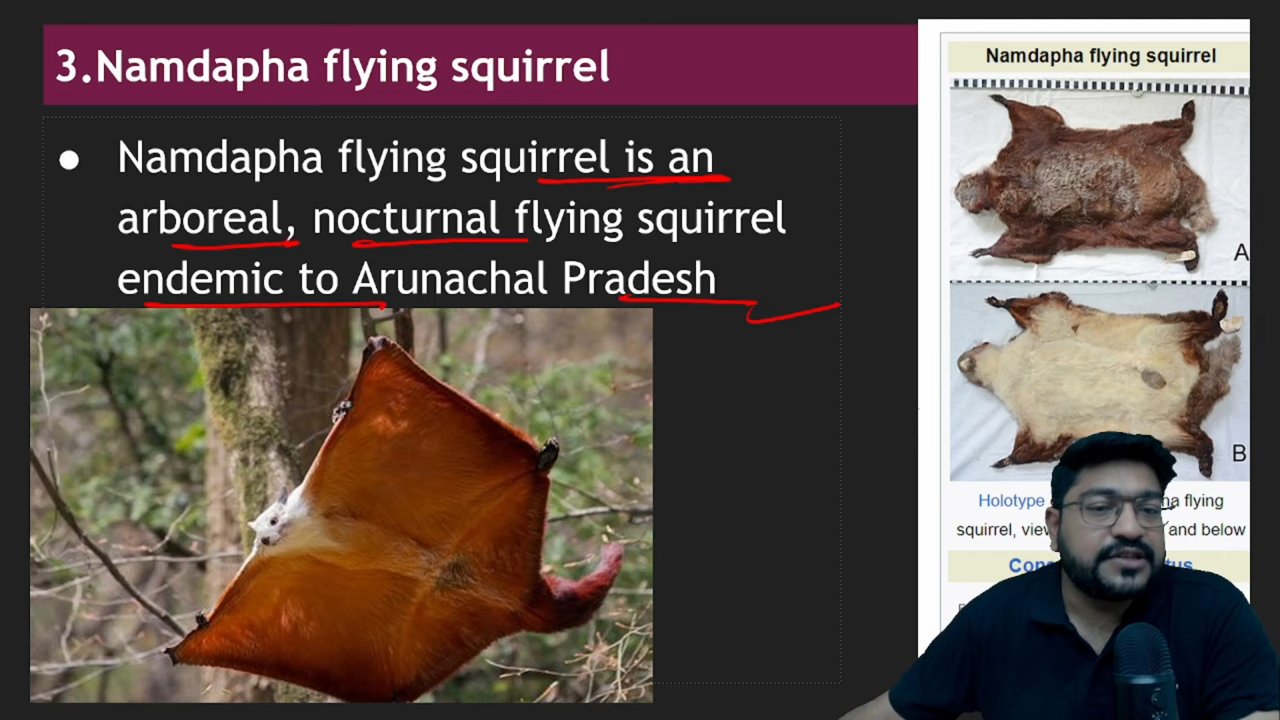 3.Namdapha flying squirrel
● Namdapha flying squirrel is an
arboreal, nocturnal flying squirrel
endemic to Arunachal Pradesh
Namdapha flying squirrel
A
B
Holotype flying
squirrel, and below